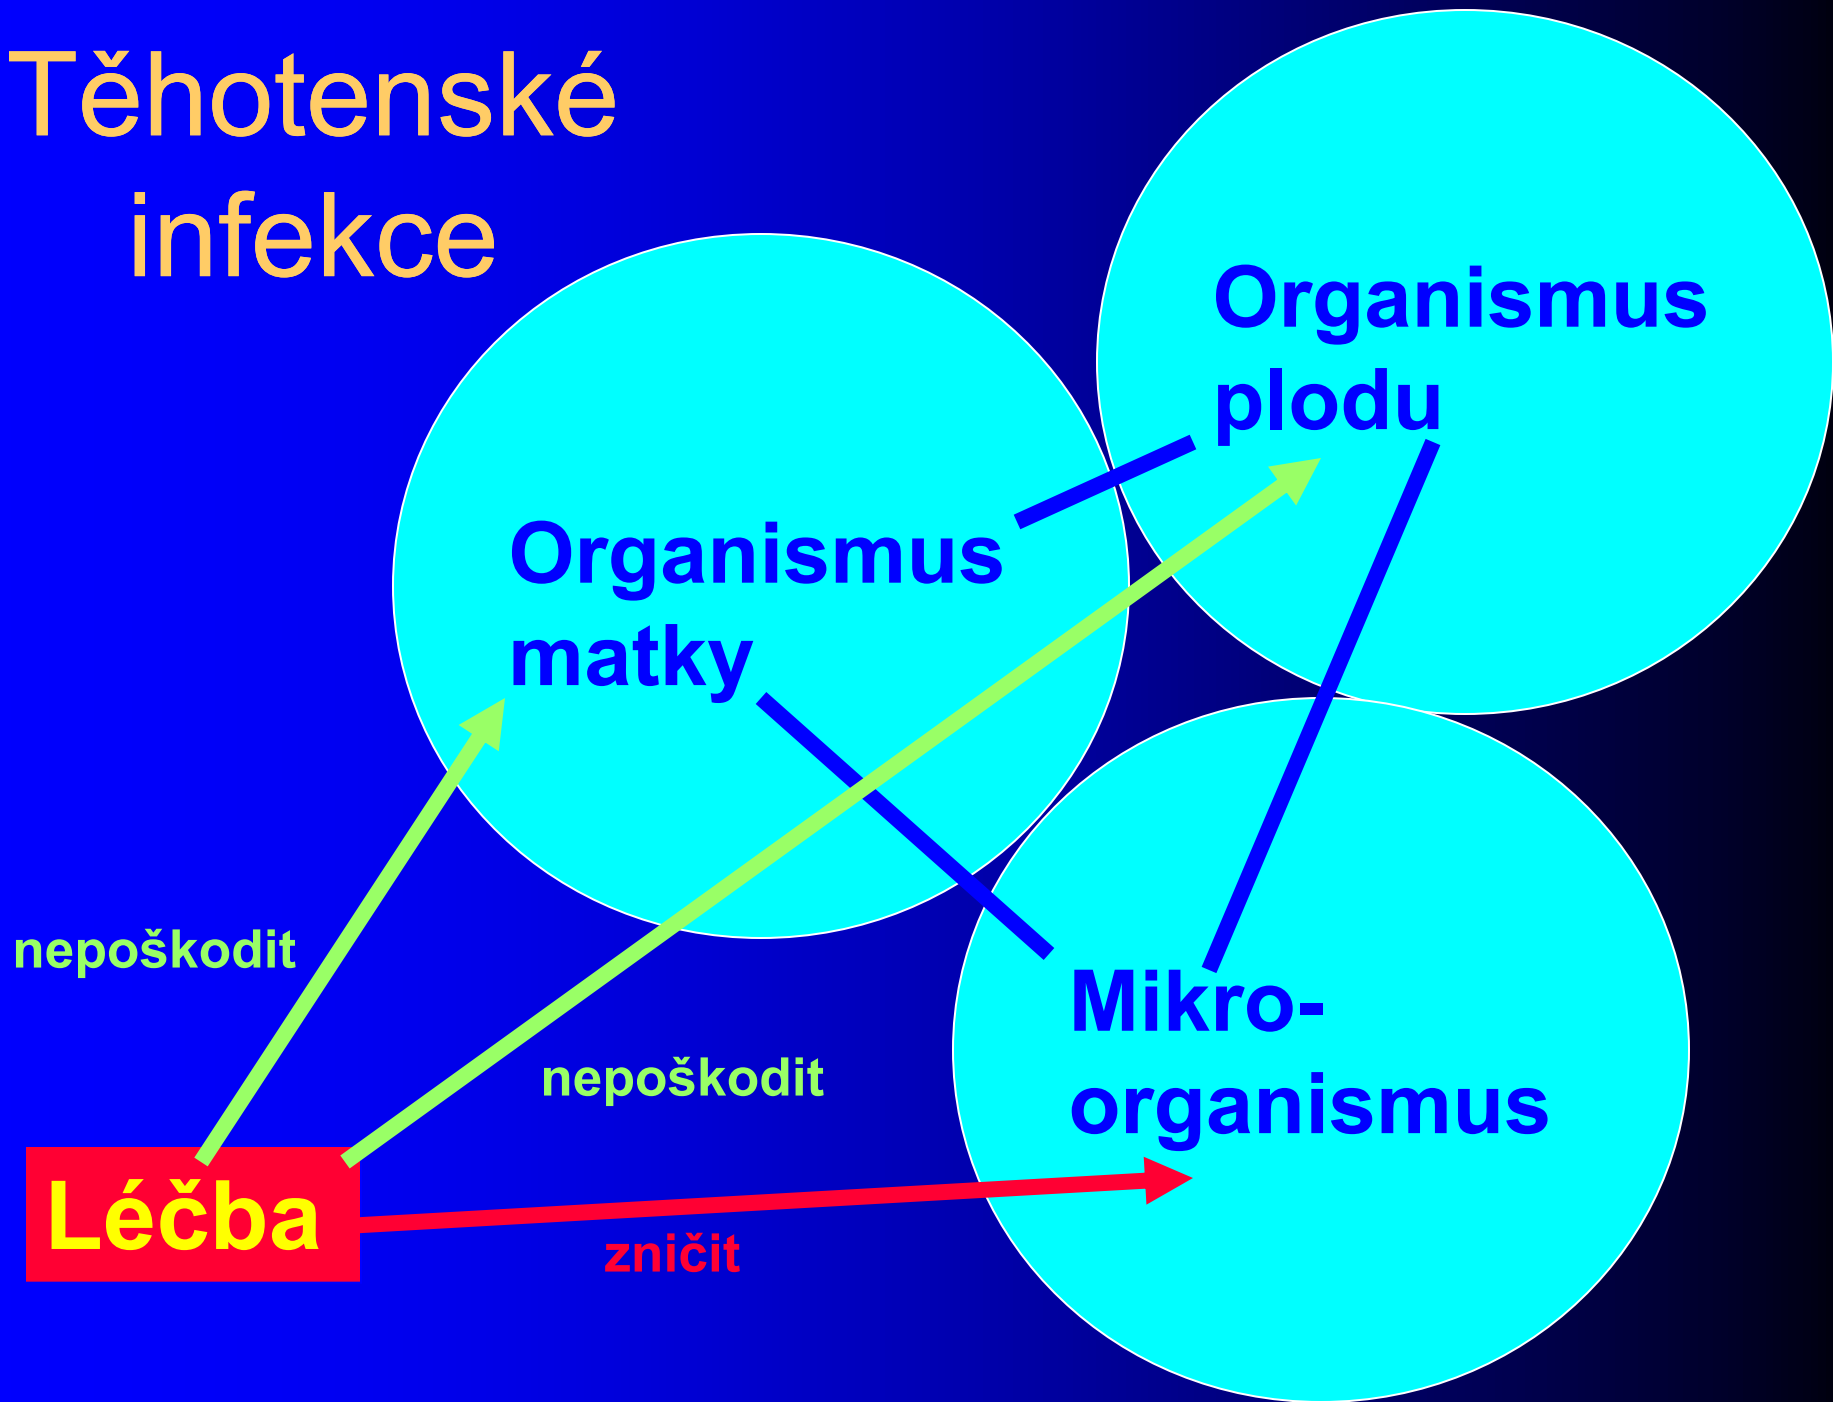 Těhotenské
infekce
Organismus
plodu
Organismus
matky
nepoškodit
nepoškodit
Mikro-
organismus
Léčba
zničit